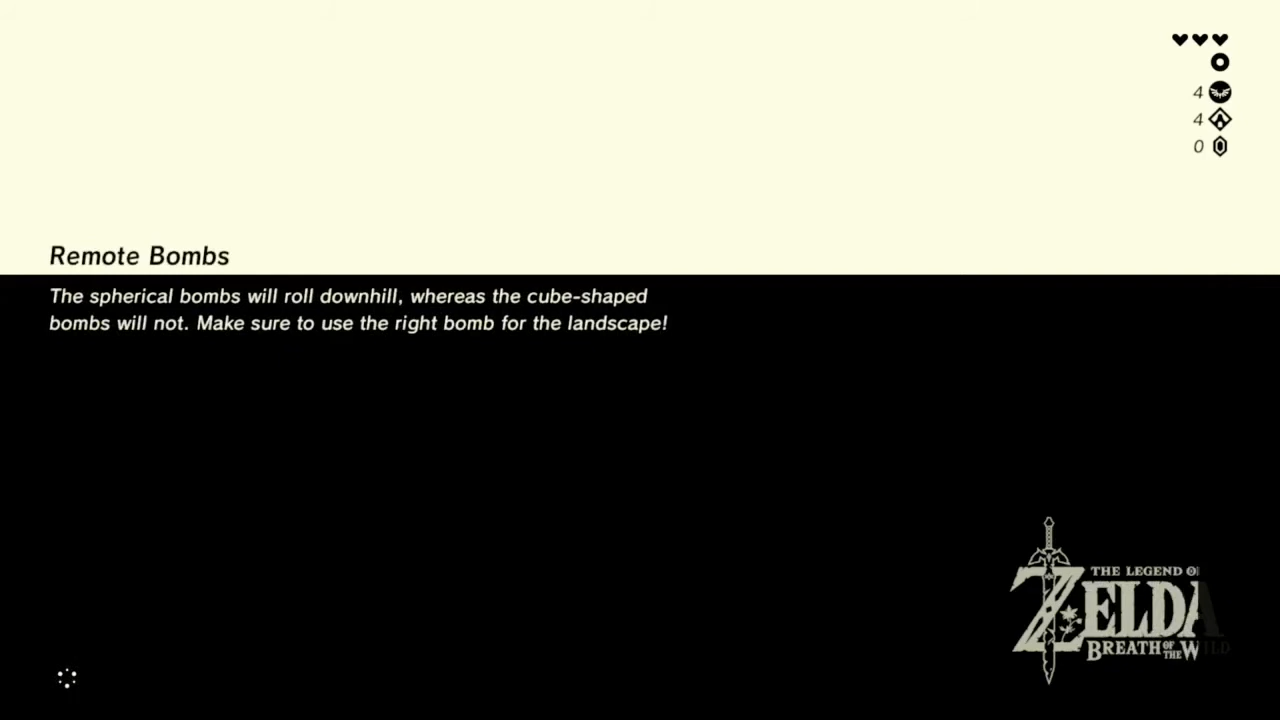 4
4
0
Remote Bombs
The spherical bombs will roll downhill, whereas the cube-shaped
bombs will not. Make sure to use the right bomb for the landscape!
THE LEGEND OF
ZELDA
BREATH OF THE WILD